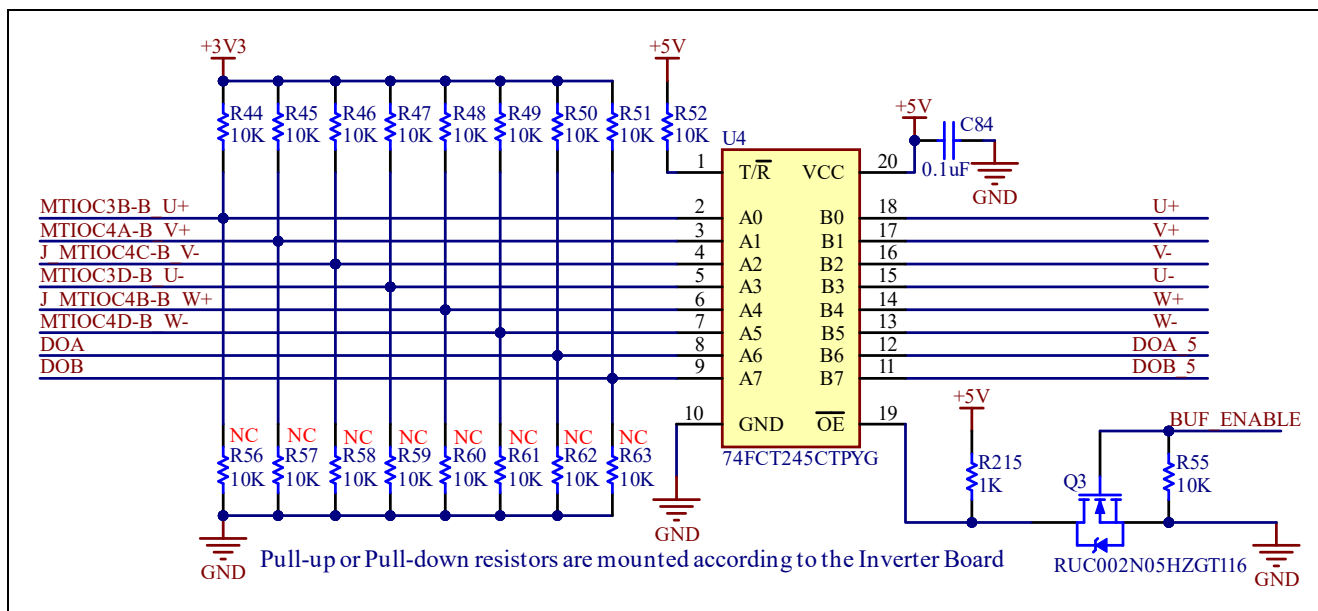 +3V3
+5V
+5V
R44 R45 R46 R47 R48 R49 R50 R51 R52
10K 10K 10K 10K 10K 10K 10K 10K 10K
C84
0.1uF
GND
U4
1 T/R VCC 20
MTIOC3B-B_U+ 2 A0 B0 18 U+
MTIOC4A-B_V+ 3 A1 B1 17 V+
J_MTIOC4C-B_V- 4 A2 B2 16 V-
MTIOC3D-B_U- 5 A3 B3 15 U-
J_MTIOC4B-B_W+ 6 A4 B4 14 W+
MTIOC4D-B_W- 7 A5 B5 13 W-
DOA 8 A6 B6 12 DOA_5
DOB 9 A7 B7 11 DOB_5
10 GND OE 19
74FCT245CTPYG
+5V
BUF_ENABLE
NC NC NC NC NC NC NC NC
R56 R57 R58 R59 R60 R61 R62 R63
10K 10K 10K 10K 10K 10K 10K 10K
R215
1K
Q3
R55
10K
GND
GND
RUC002N05HZGT116
GND
Pull-up or Pull-down resistors are mounted according to the Inverter Board